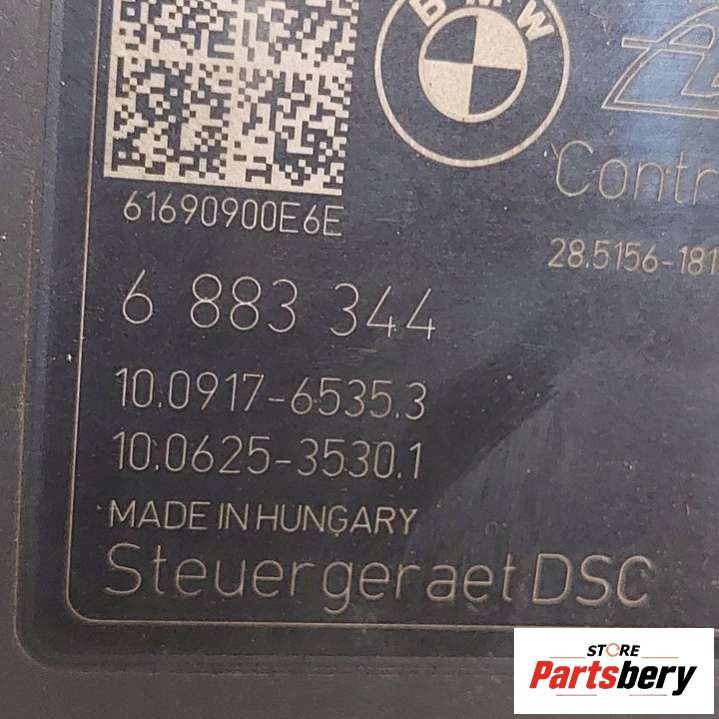 BMW
61690900E6E
Contr
28.5156-181
6 883 344
10.0917-6535.3
10.0625-3530.1
MADE IN HUNGARY
Steuergeraet DSC
STORE
Partsbery